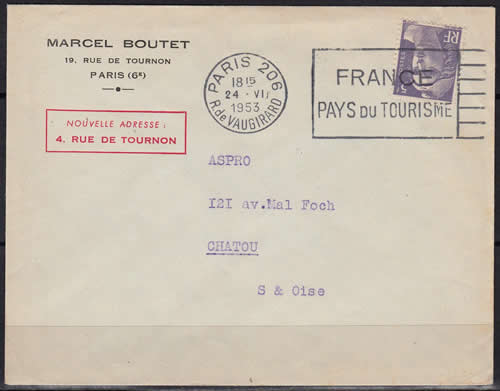 MARCEL BOUTET
19, RUE DE TOURNON
PARIS (6e)
NOUVELLE ADRESSE :
4, RUE DE TOURNON
PARIS 206
18 15
24 · VII
1953
R. de VAUGIRARD
RF
FRANCE
PAYS DU TOURISME
ASPRO
121 av.Mal Foch
CHATOU
S & Oise